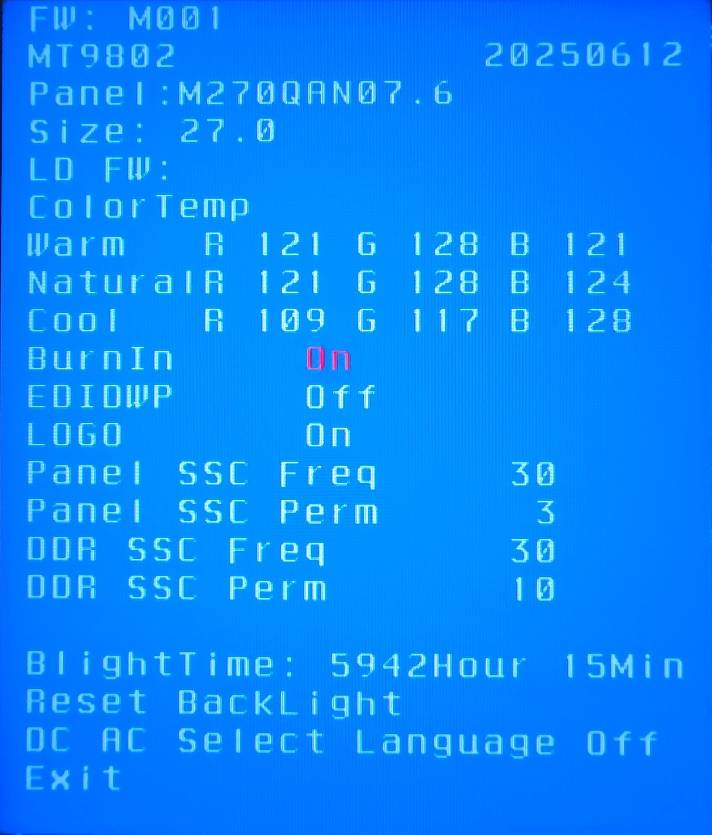 FW: M001
MT9802 20250612
Panel:M270QAN07.6
Size: 27.0
LD FW:
ColorTemp
Warm R 121 G 128 B 121
NaturalR 121 G 128 B 124
Cool R 109 G 117 B 128
BurnIn On
EDIDWP Off
LOGO On
Panel SSC Freq 30
Panel SSC Perm 3
DDR SSC Freq 30
DDR SSC Perm 10
BlightTime: 5942Hour 15Min
Reset BackLight
DC AC Select Language Off
Exit